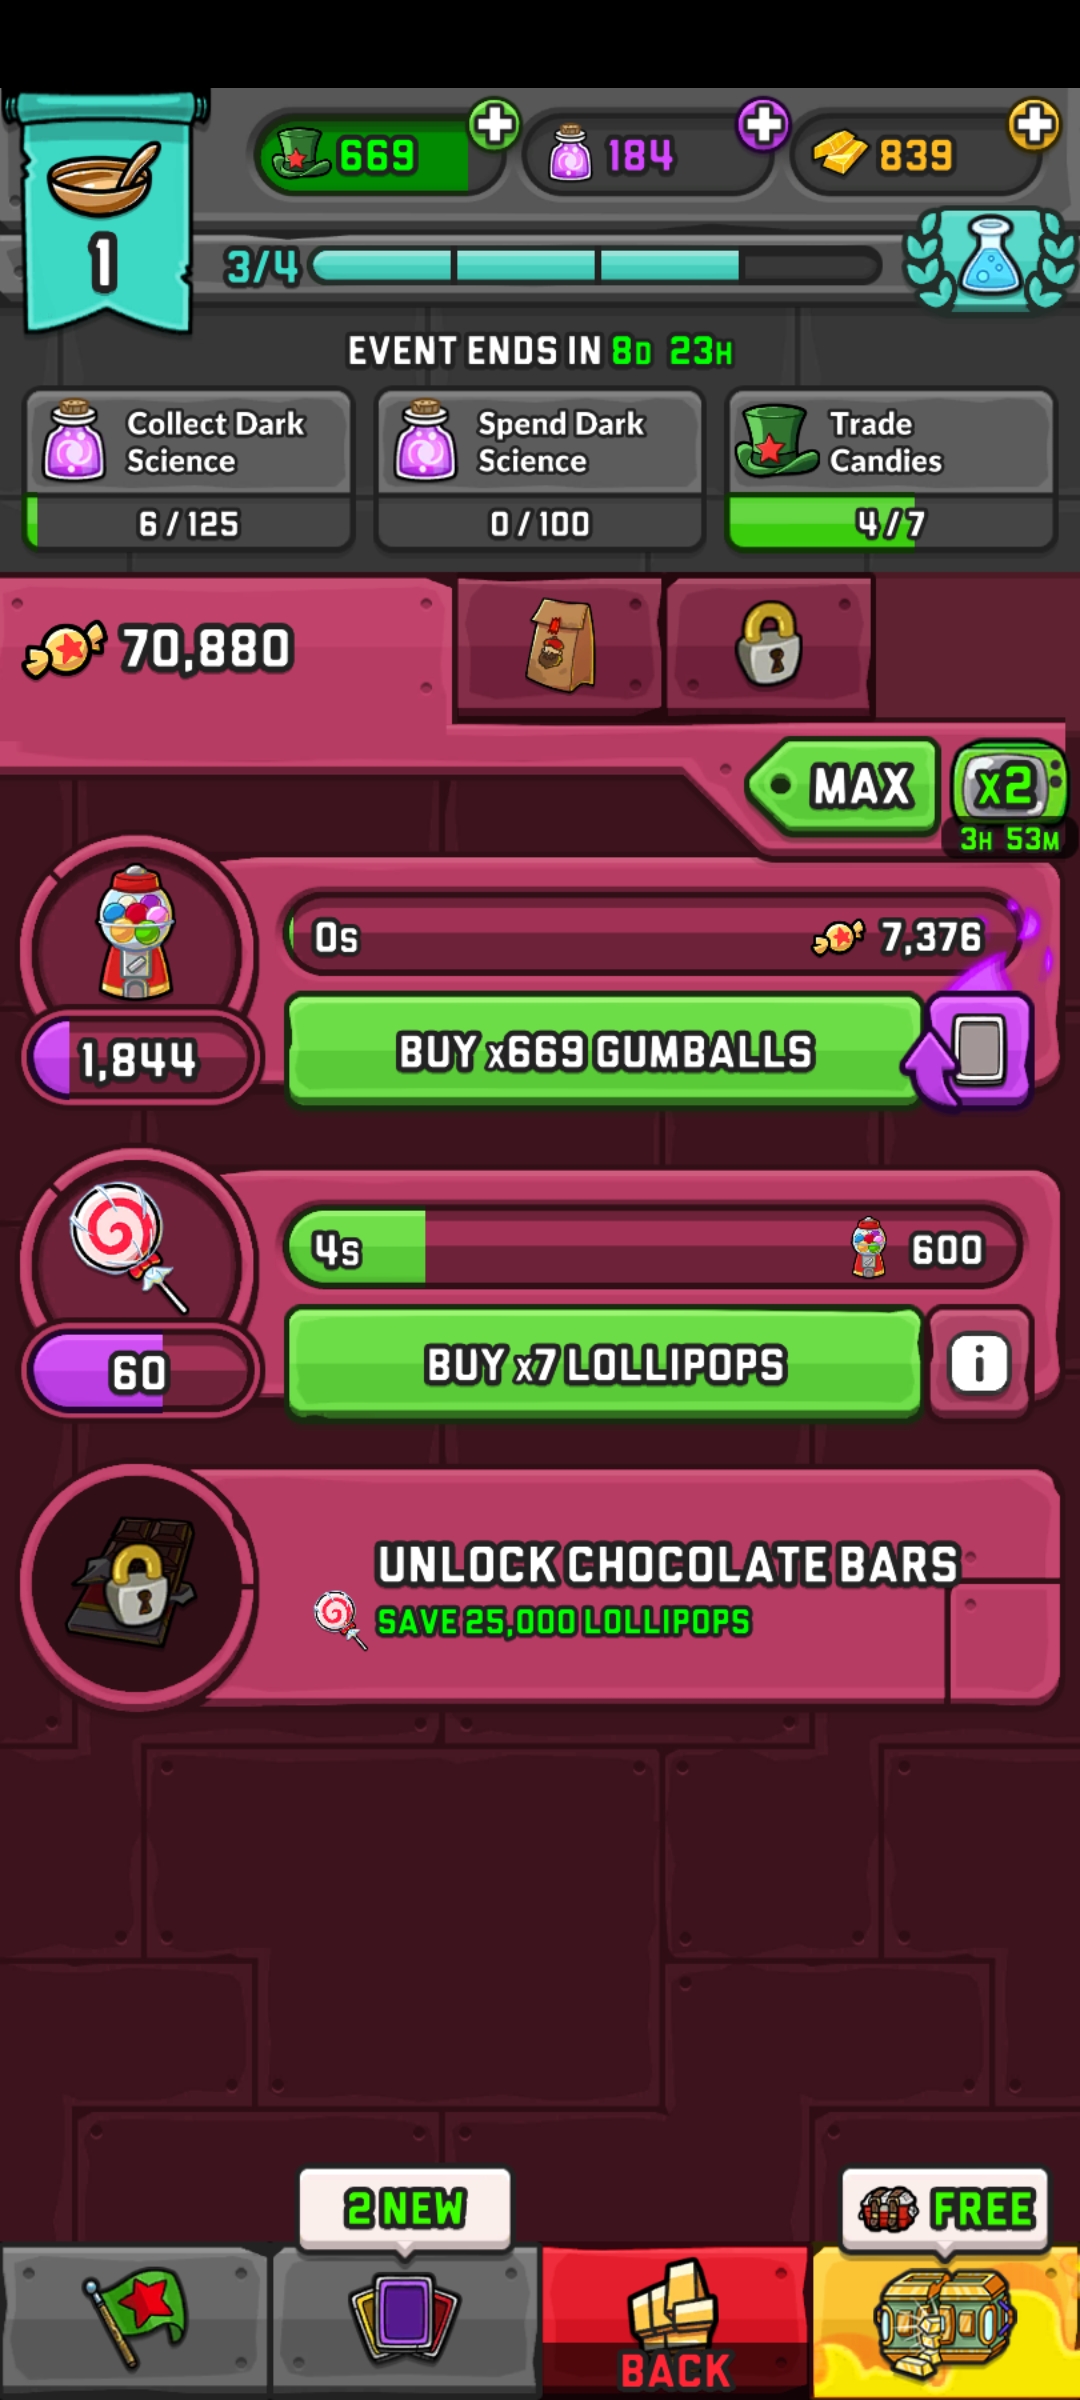 669
184
839
1
3/4
EVENT ENDS IN 8D 23H
Collect Dark
Science
6 / 125
Spend Dark
Science
0 / 100
Trade
Candies
4 / 7
70,880
MAX
x2
3H 53M
0s
7,376
1,844
BUY x669 GUMBALLS
4s
600
60
BUY x7 LOLLIPOPS
i
UNLOCK CHOCOLATE BARS
SAVE 25,000 LOLLIPOPS
2 NEW
FREE
BACK